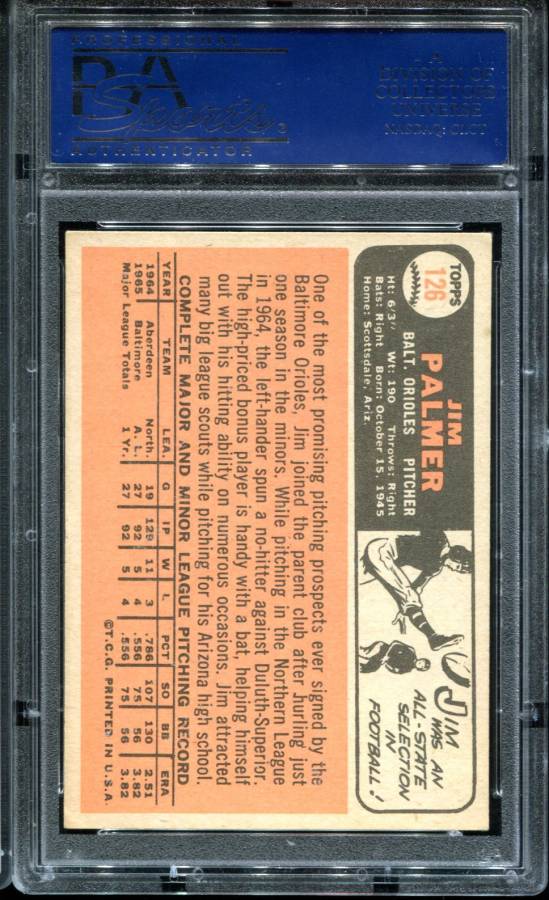 PROFESSIONAL
PSA
Sports
AUTHENTICATOR
A
DIVISION OF
COLLECTORS
UNIVERSE
NASDAQ: CLCT
TOPPS
126
JIM
PALMER
BALT. ORIOLES PITCHER
Ht: 6'3" Wt: 190 Throws: Right
Bats: Right Born: October 15, 1945
Home: Scottsdale, Ariz.
JIM
WAS AN
ALL-STATE
SELECTION
IN
FOOTBALL!
One of the most promising pitching prospects ever signed by the
Baltimore Orioles, Jim joined the parent club after hurling just
one season in the minors. While pitching in the Northern League
in 1964, the left-hander spun a no-hitter against Duluth-Superior.
The high-priced bonus player is handy with a bat, helping himself
out with his hitting ability on numerous occasions. Jim attracted
many big league scouts while pitching for his Arizona high school.
COMPLETE MAJOR AND MINOR LEAGUE PITCHING RECORD
YEAR TEAM LEA. G IP W L PCT SO BB ERA
1964 Aberdeen North. 19 129 11 3 .786 107 130 2.51
1965 Baltimore A. L. 27 92 5 4 .556 75 56 3.82
Major League Totals 1 Yr. 27 92 5 4 .556 75 56 3.82
©T.C.G. PRINTED IN U.S.A.